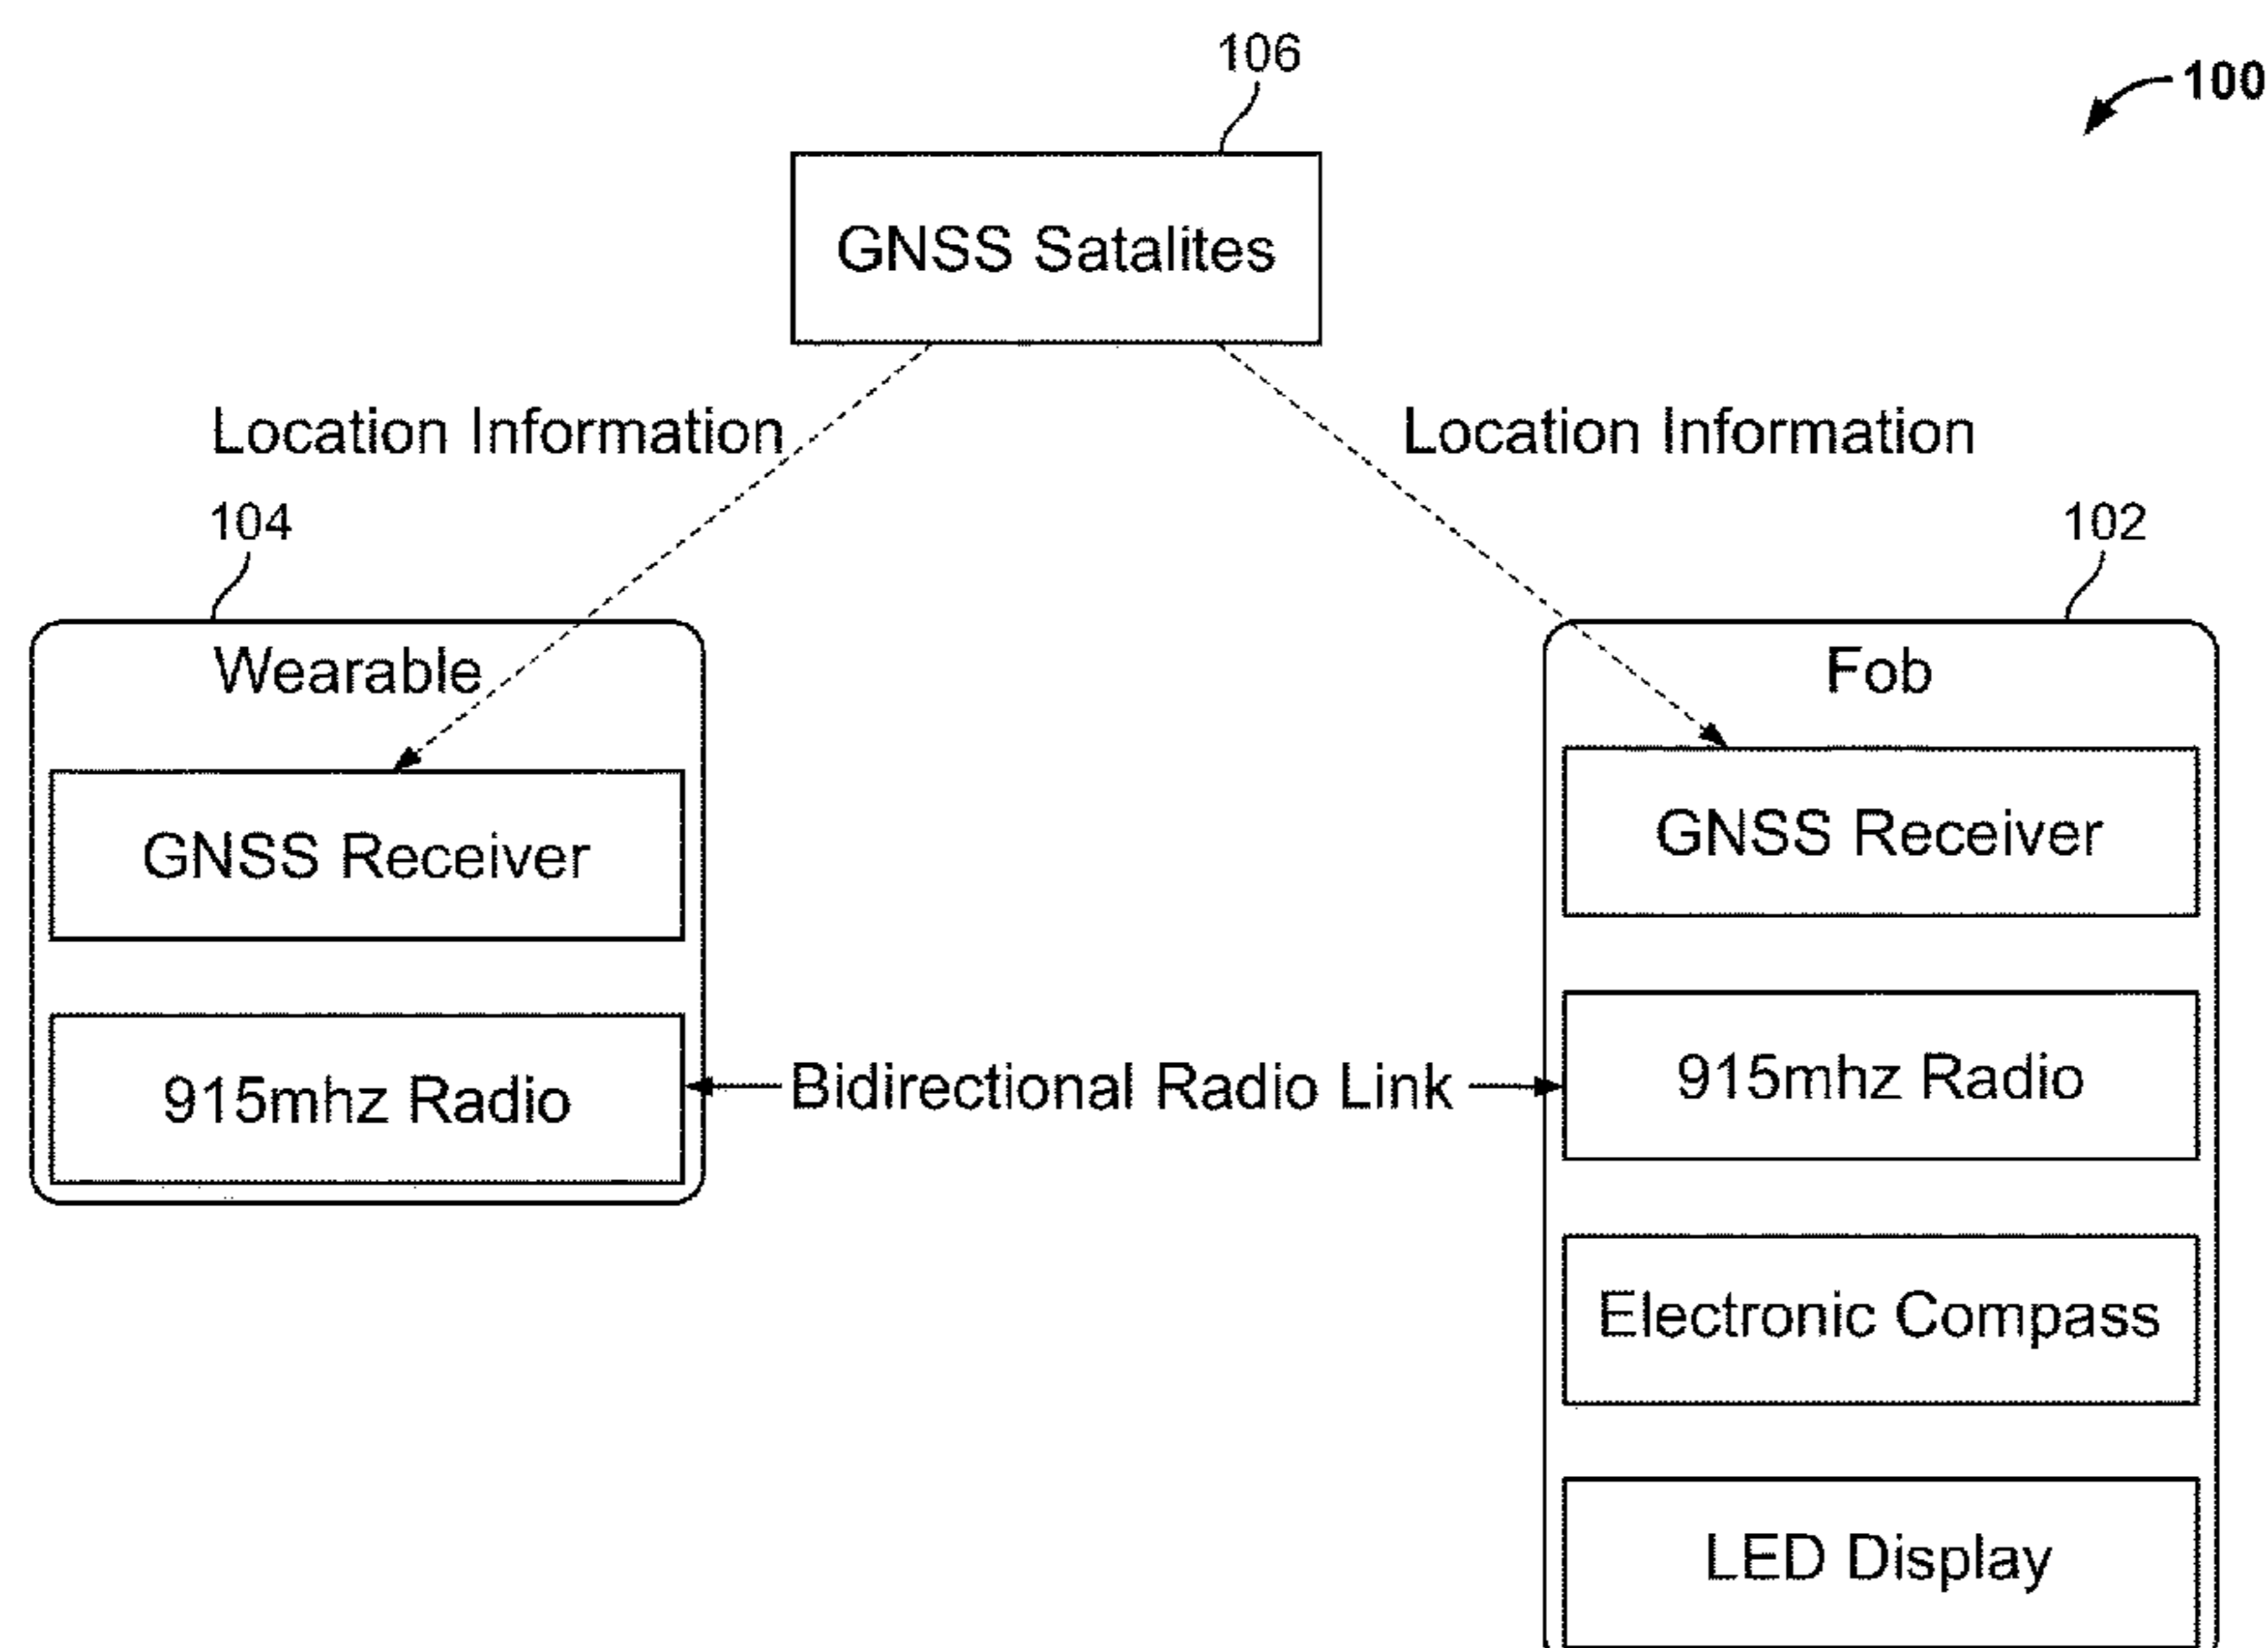 106
100
GNSS Satalites
Location Information
Location Information
104
102
Wearable
Fob
GNSS Receiver
GNSS Receiver
915mhz Radio
Bidirectional Radio Link
915mhz Radio
Electronic Compass
LED Display